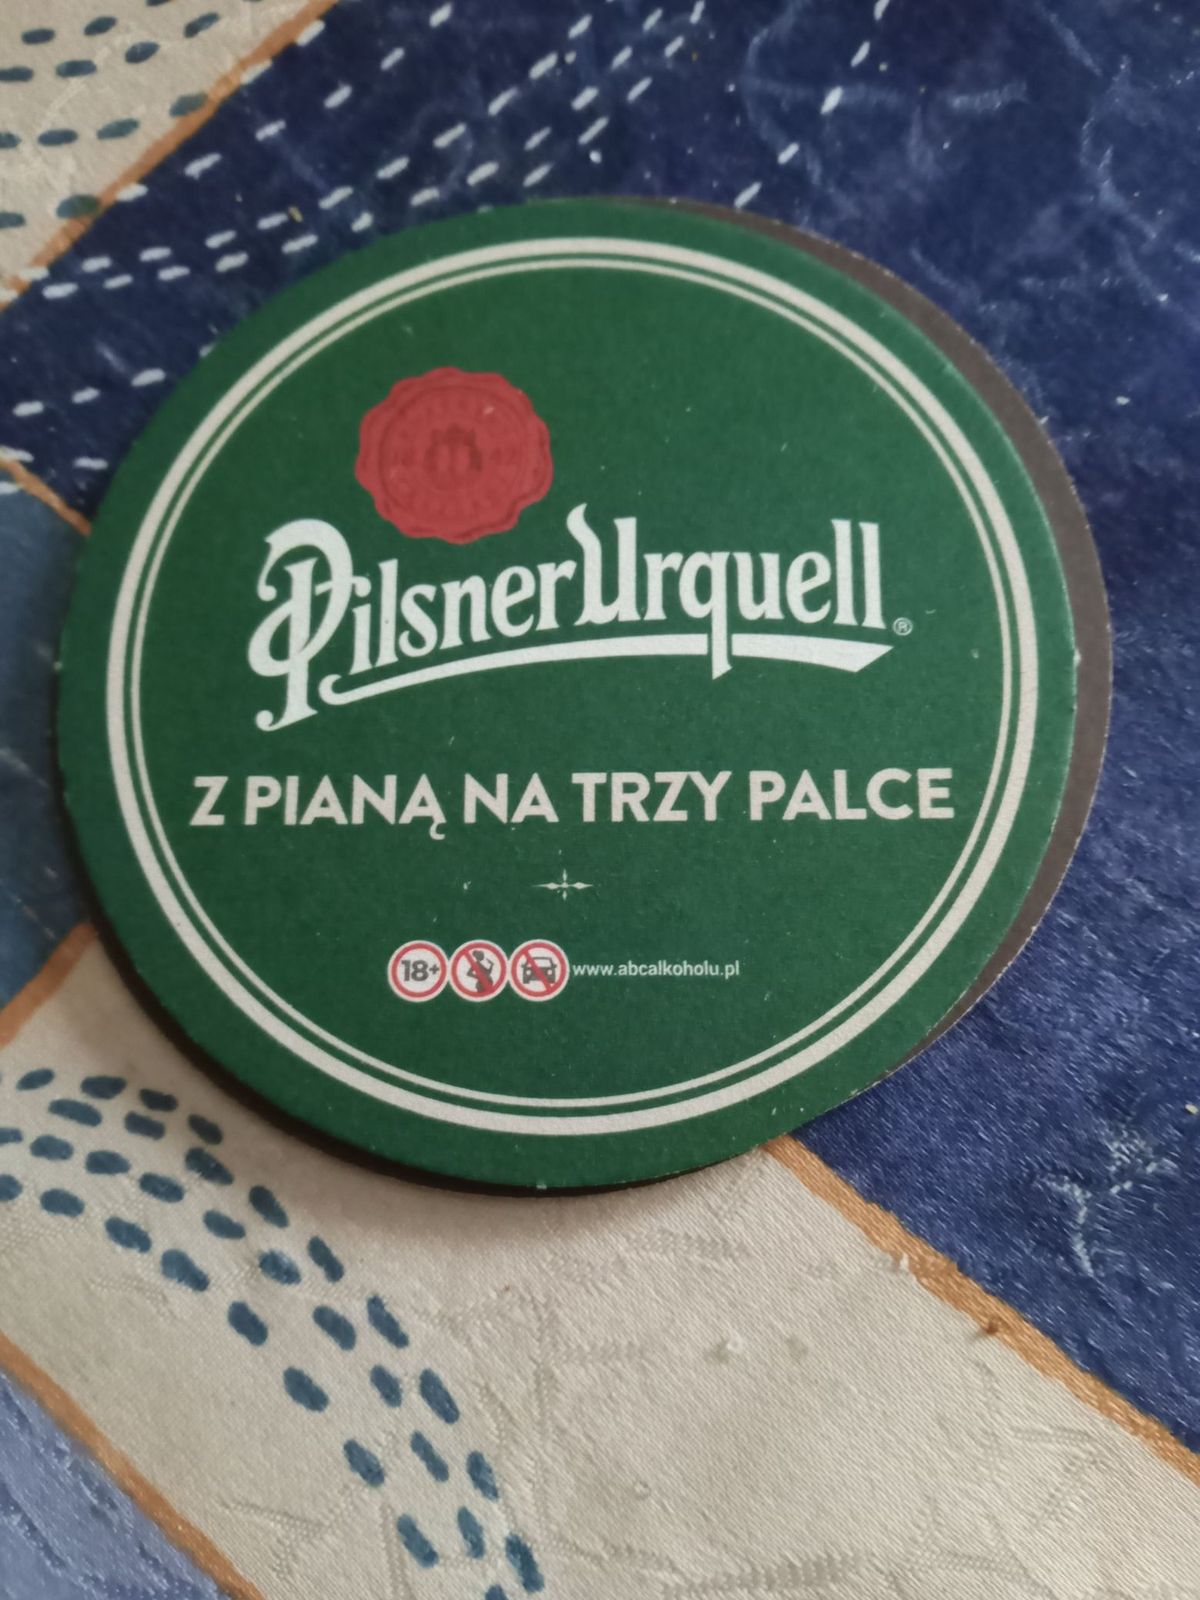 Pilsner Urquell®
Z PIANĄ NA TRZY PALCE
18+ www.abcalkoholu.pl